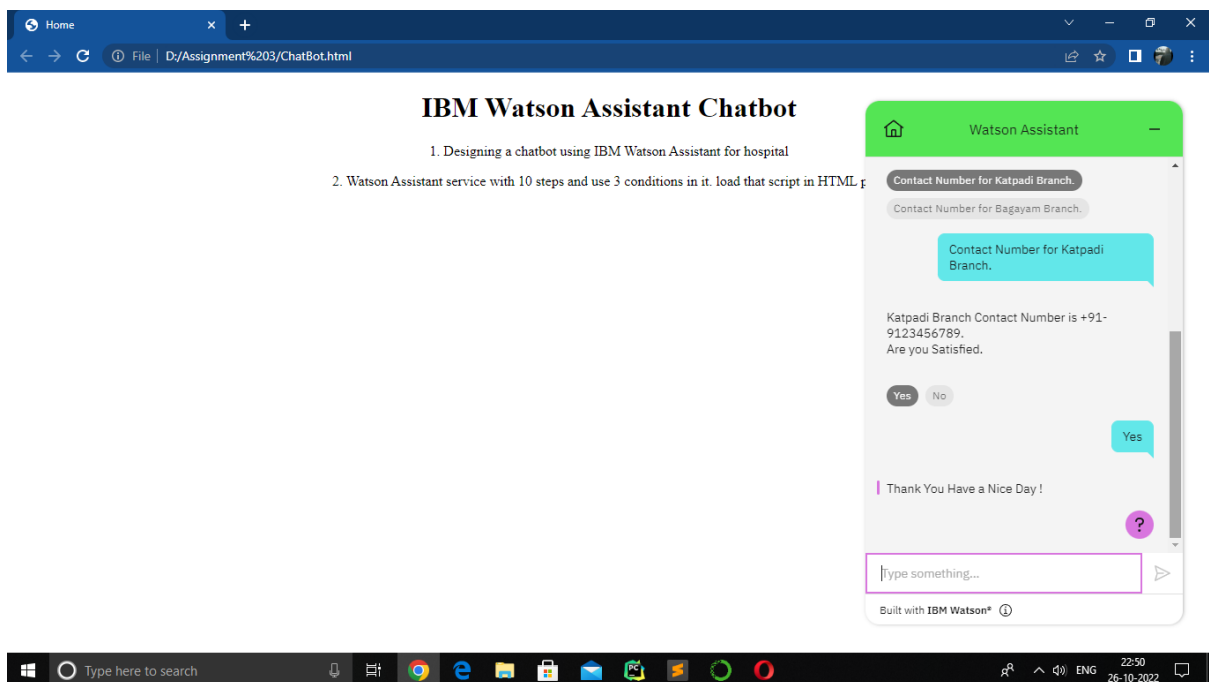 Home
File | D:/Assignment%203/ChatBot.html
IBM Watson Assistant Chatbot
1. Designing a chatbot using IBM Watson Assistant for hospital
2. Watson Assistant service with 10 steps and use 3 conditions in it. load that script in HTML p
Watson Assistant
Contact Number for Katpadi Branch.
Contact Number for Bagayam Branch.
Contact Number for Katpadi
Branch.
Katpadi Branch Contact Number is +91-
9123456789.
Are you Satisfied.
Yes No
Yes
Thank You Have a Nice Day !
?
Type something...
Built with IBM Watson®
Type here to search
PC
ENG
22:50
26-10-2022